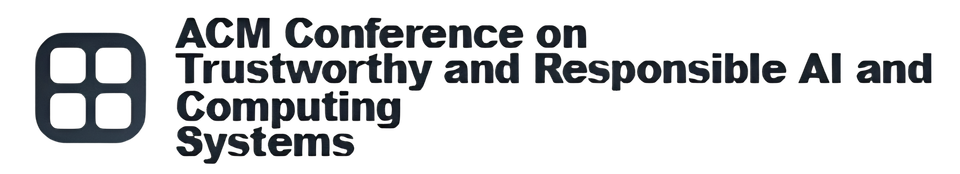 ACM Conference on
Trustworthy and Responsible AI and
Computing
Systems